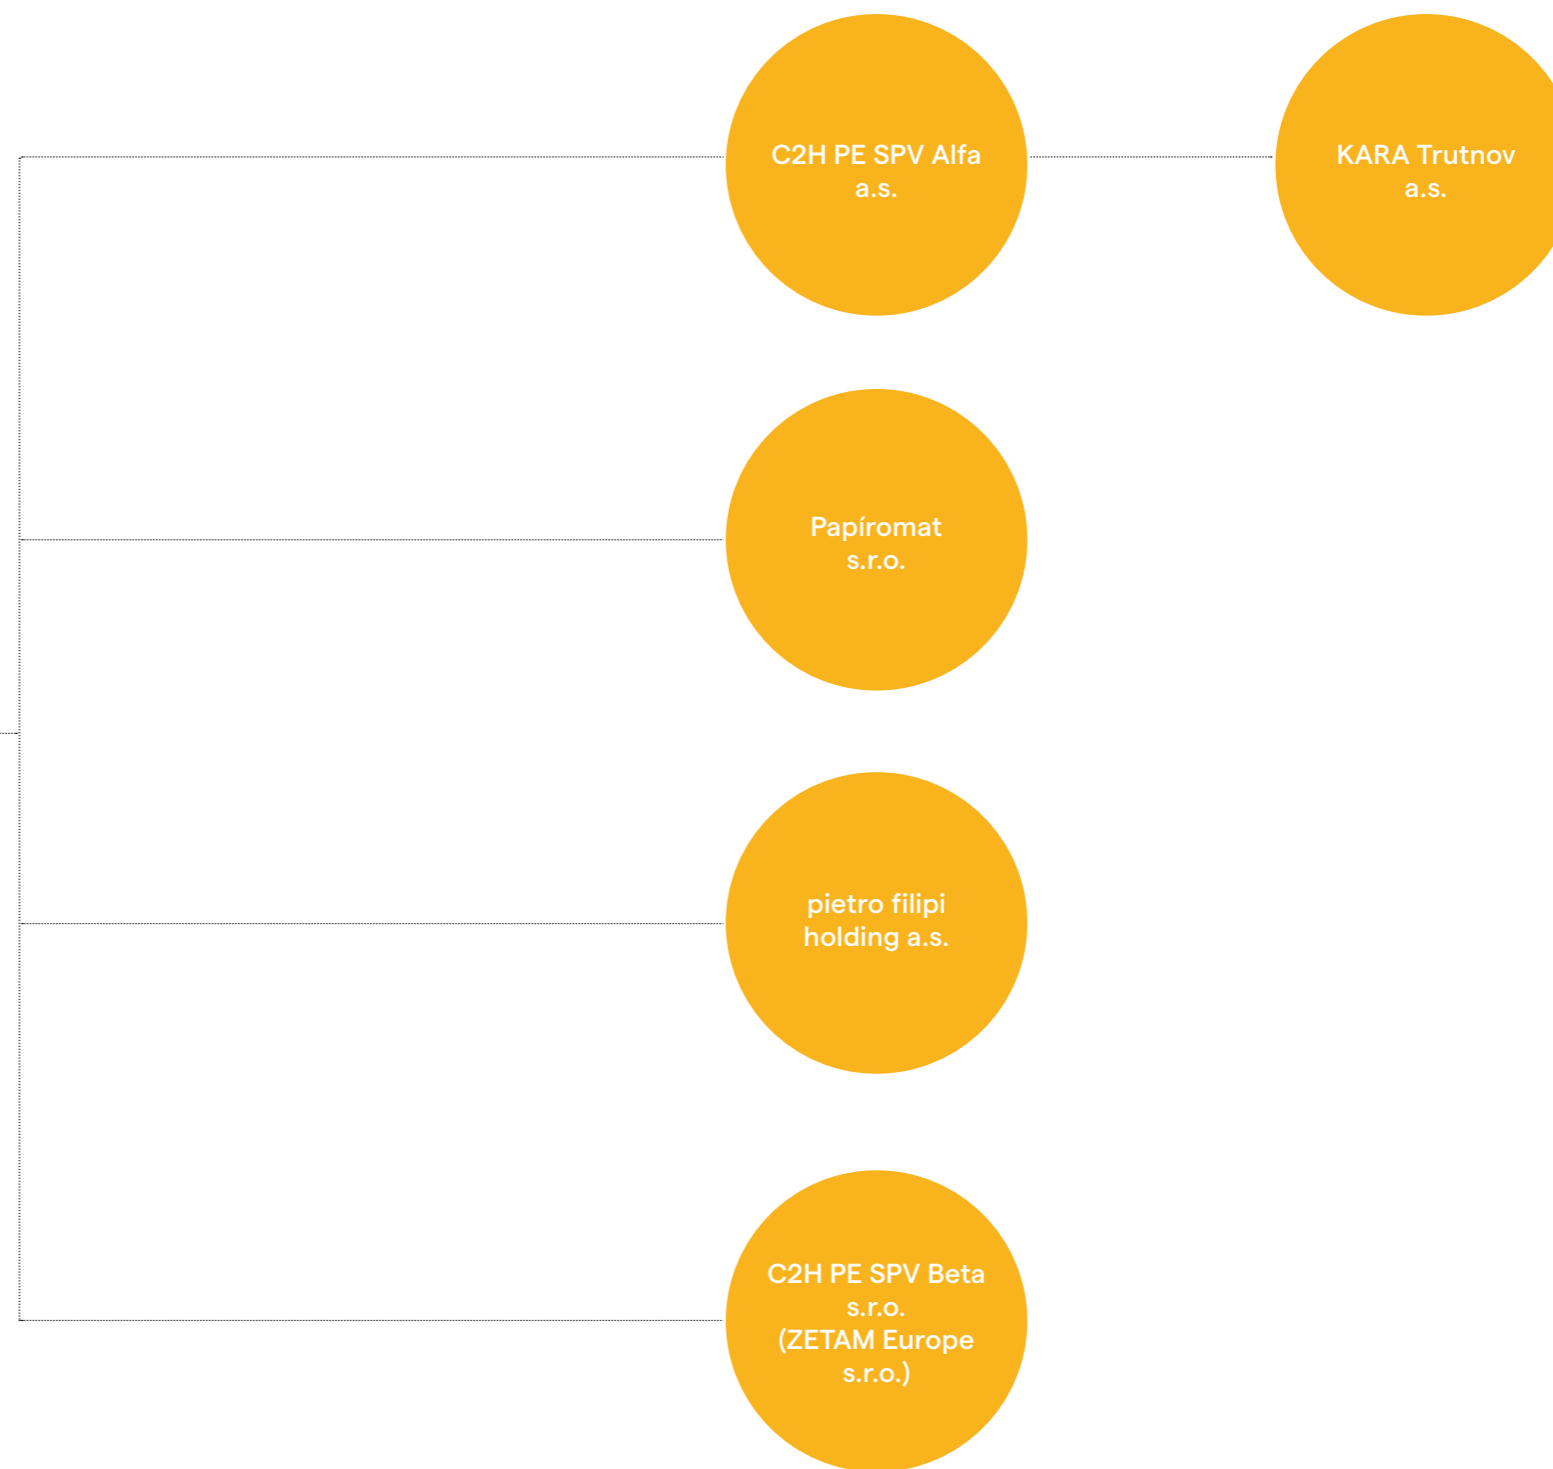 C2H PE SPV Alfa
a.s.
KARA Trutnov
a.s.
Papíromat
s.r.o.
pietro filipi
holding a.s.
C2H PE SPV Beta
s.r.o.
(ZETAM Europe
s.r.o.)